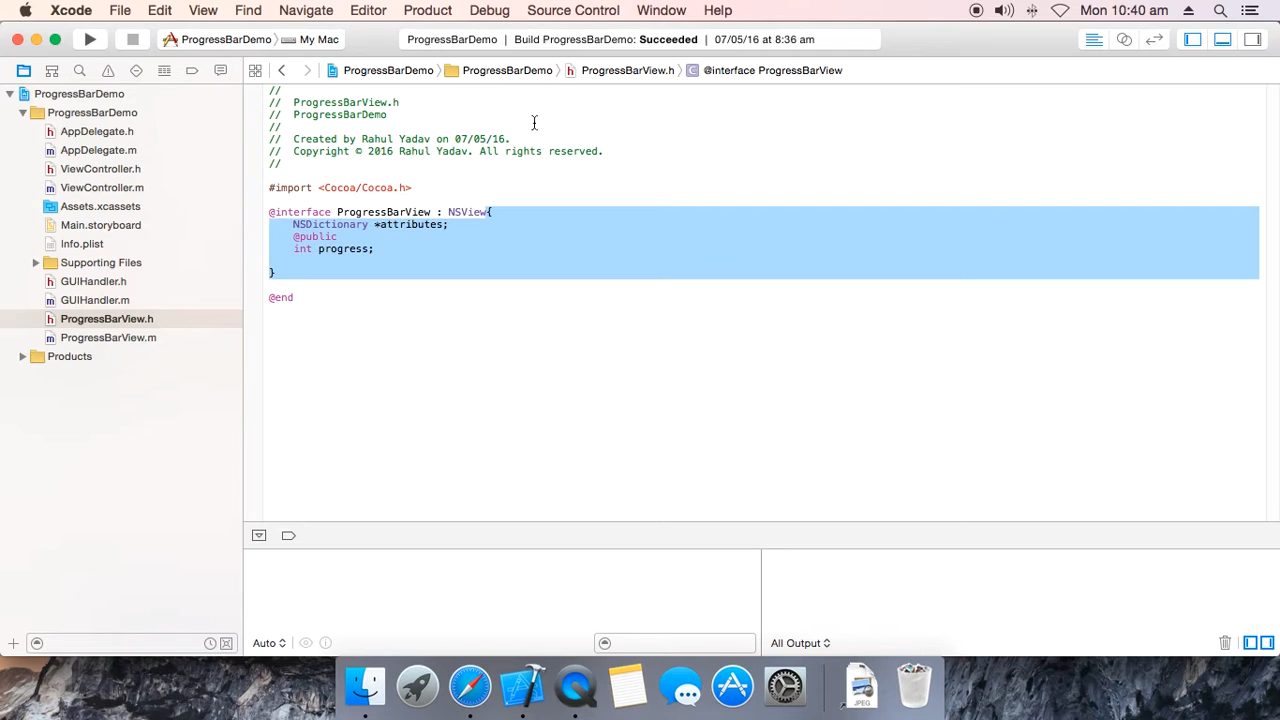 Xcode File Edit View Find Navigate Editor Product Debug Source Control Window Help Mon 10:40 am
ProgressBarDemo My Mac ProgressBarDemo Build ProgressBarDemo: Succeeded 07/05/16 at 8:36 am
ProgressBarDemo ProgressBarDemo ProgressBarView.h @interface ProgressBarView
ProgressBarDemo
ProgressBarDemo
AppDelegate.h
AppDelegate.m
ViewController.h
ViewController.m
Assets.xcassets
Main.storyboard
Info.plist
Supporting Files
GUIHandler.h
GUIHandler.m
ProgressBarView.h
ProgressBarView.m
Products
//
// ProgressBarView.h
// ProgressBarDemo
//
// Created by Rahul Yadav on 07/05/16.
// Copyright © 2016 Rahul Yadav. All rights reserved.
//
#import <Cocoa/Cocoa.h>
@interface ProgressBarView : NSView{
NSDictionary *attributes;
@public
int progress;
}
@end
Auto
All Output
JPEG